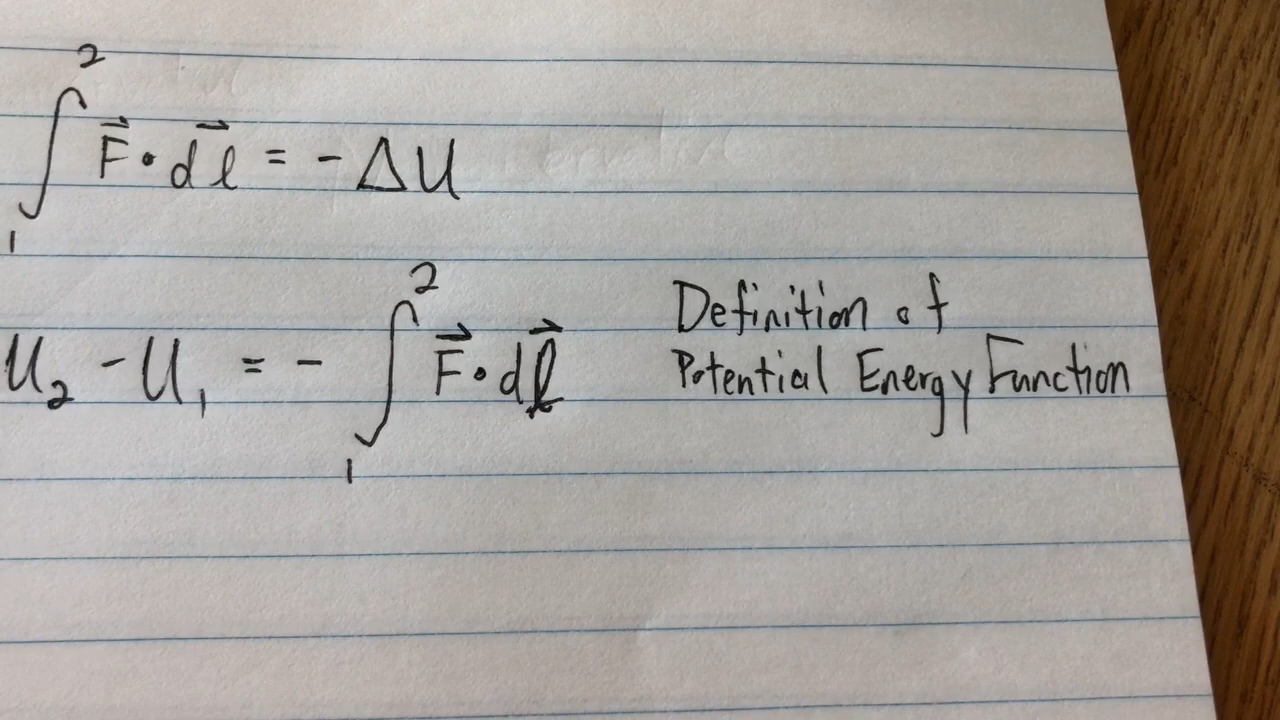 ∫₁² F⃗ · dl⃗ = - ΔU
U₂ - U₁ = - ∫₁² F⃗ · dl⃗
Definition of
Potential Energy Function